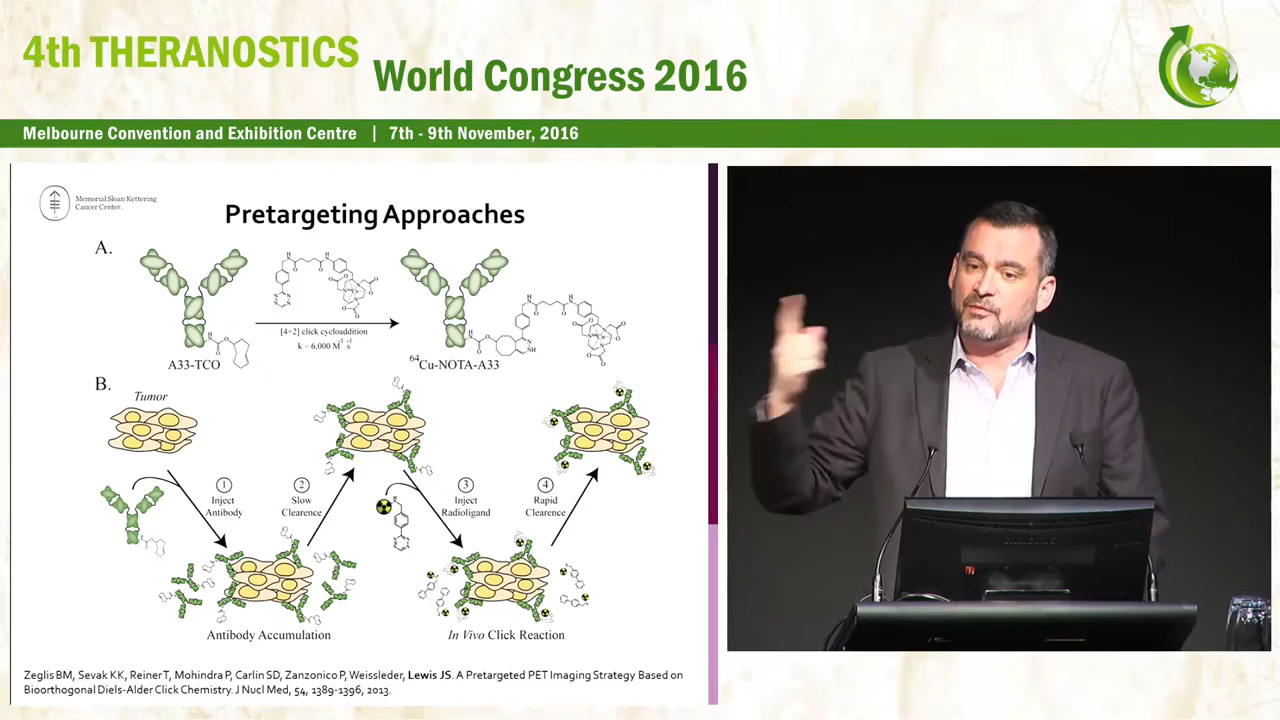 4th THERANOSTICS
World Congress 2016
Melbourne Convention and Exhibition Centre | 7th - 9th November, 2016
Memorial Sloan Kettering
Cancer Center
Pretargeting Approaches
A.
[4+2] click cycloaddition
k ~ 6,000 M⁻¹ s⁻¹
A33-TCO
⁶⁴Cu-NOTA-A33
B.
Tumor
1
Inject
Antibody
2
Slow
Clearence
3
Inject
Radioligand
4
Rapid
Clearence
Antibody Accumulation
In Vivo Click Reaction
Zeglis BM, Sevak KK, Reiner T, Mohindra P, Carlin SD, Zanzonico P, Weissleder, Lewis JS. A Pretargeted PET Imaging Strategy Based on
Bioorthogonal Diels-Alder Click Chemistry. J Nucl Med, 54, 1389-1396, 2013.
SAMSUNG